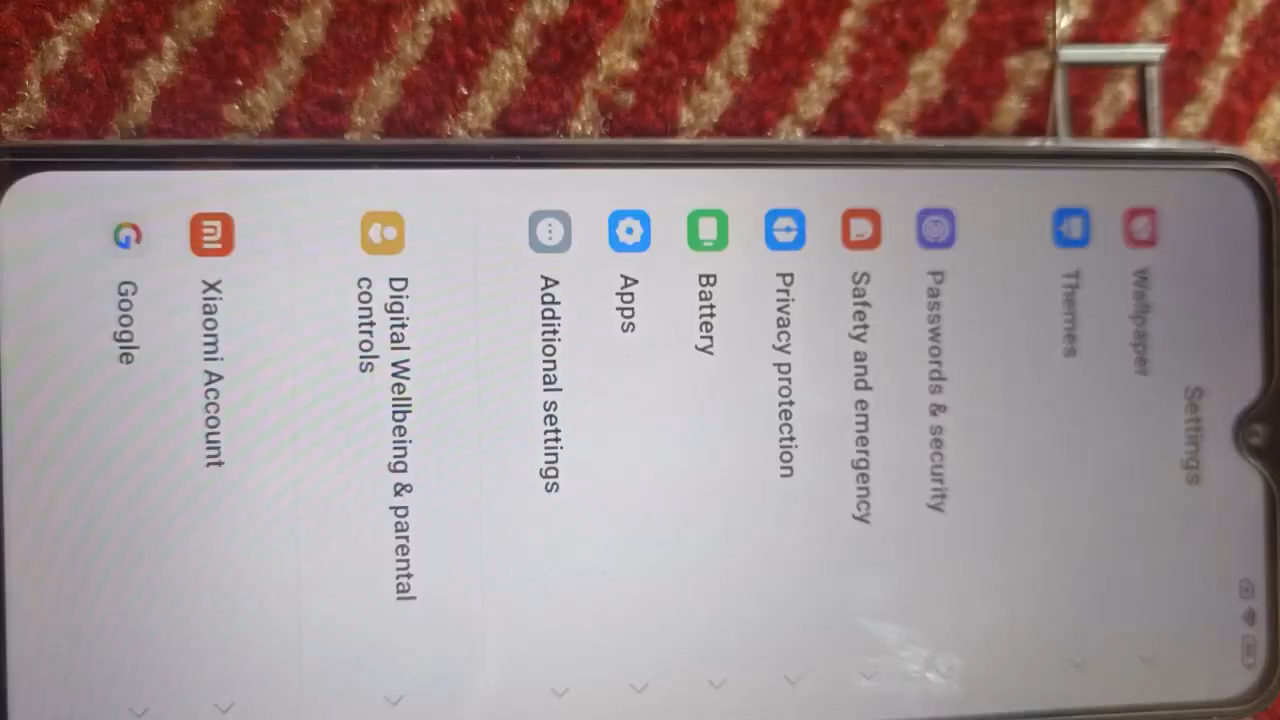 Settings
Wallpaper
Themes
Passwords & security
Safety and emergency
Privacy protection
Battery
Apps
Additional settings
Digital Wellbeing & parental
controls
Xiaomi Account
Google